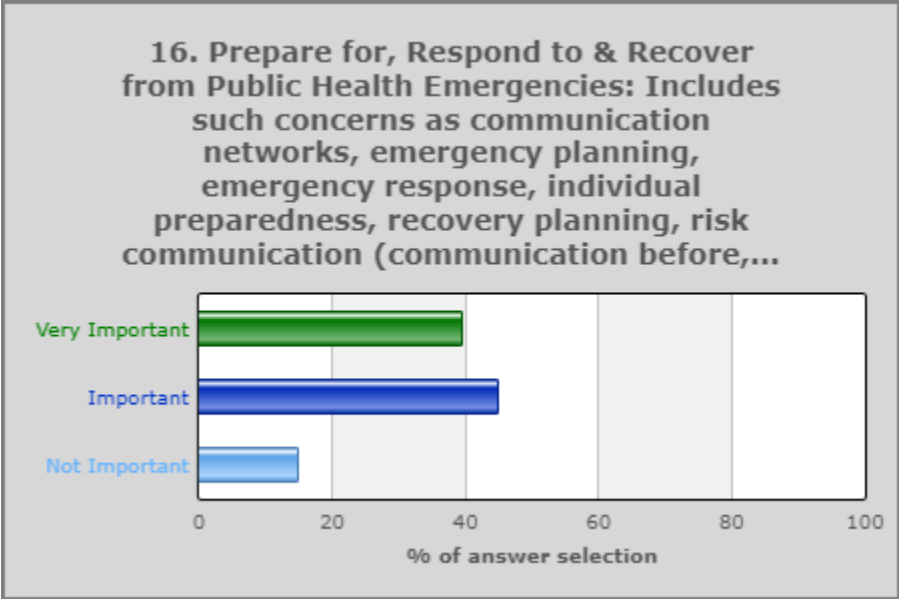 16. Prepare for, Respond to & Recover
from Public Health Emergencies: Includes
such concerns as communication
networks, emergency planning,
emergency response, individual
preparedness, recovery planning, risk
communication (communication before,...
Very Important
Important
Not Important
0 20 40 60 80 100
% of answer selection